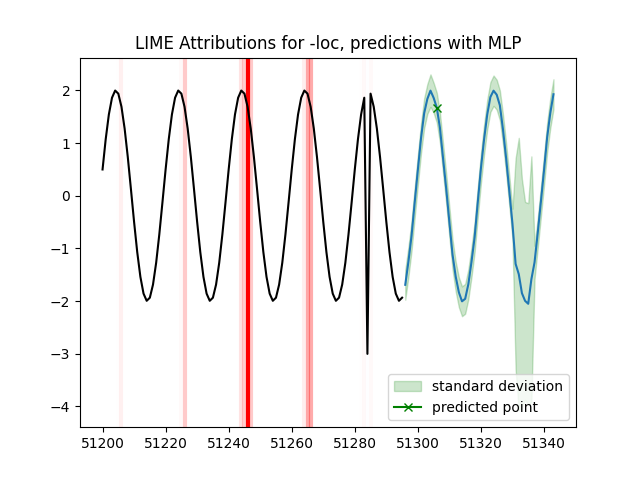 LIME Attributions for -loc, predictions with MLP
2
1
0
−1
−2
−3
−4
standard deviation
predicted point
51200 51220 51240 51260 51280 51300 51320 51340